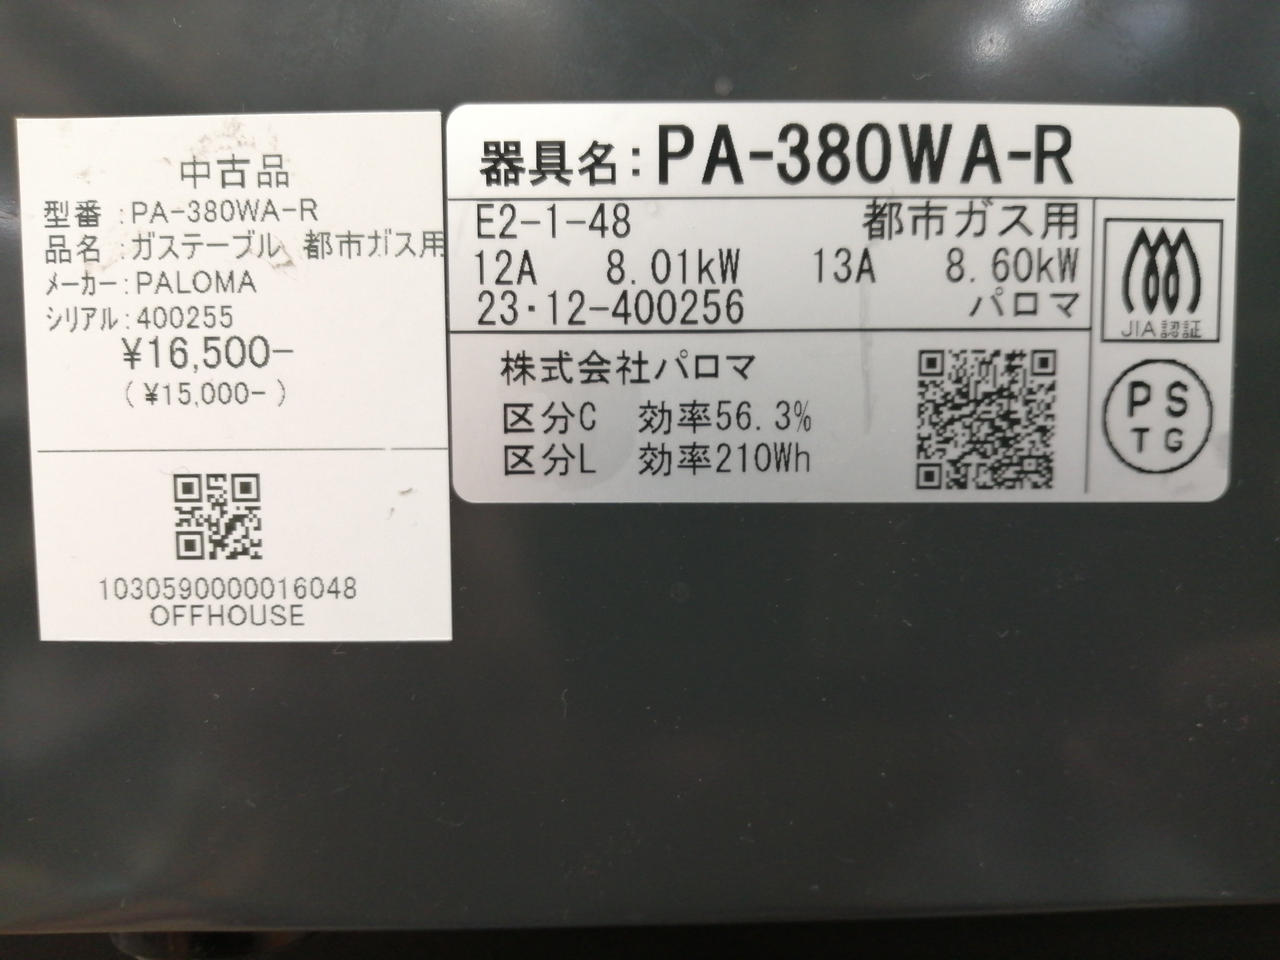 中古品
型番 :PA-380WA-R
品名 :ガステーブル 都市ガス用
メーカー:PALOMA
シリアル:400255
¥16,500-
(¥15,000-)
1030590000016048
OFFHOUSE
器具名:PA-380WA-R
E2-1-48 都市ガス用
12A 8.01kW 13A 8.60kW
23・12-400256 パロマ
JIA認証
株式会社パロマ
区分C 効率56.3%
区分L 効率210Wh
PS
TG